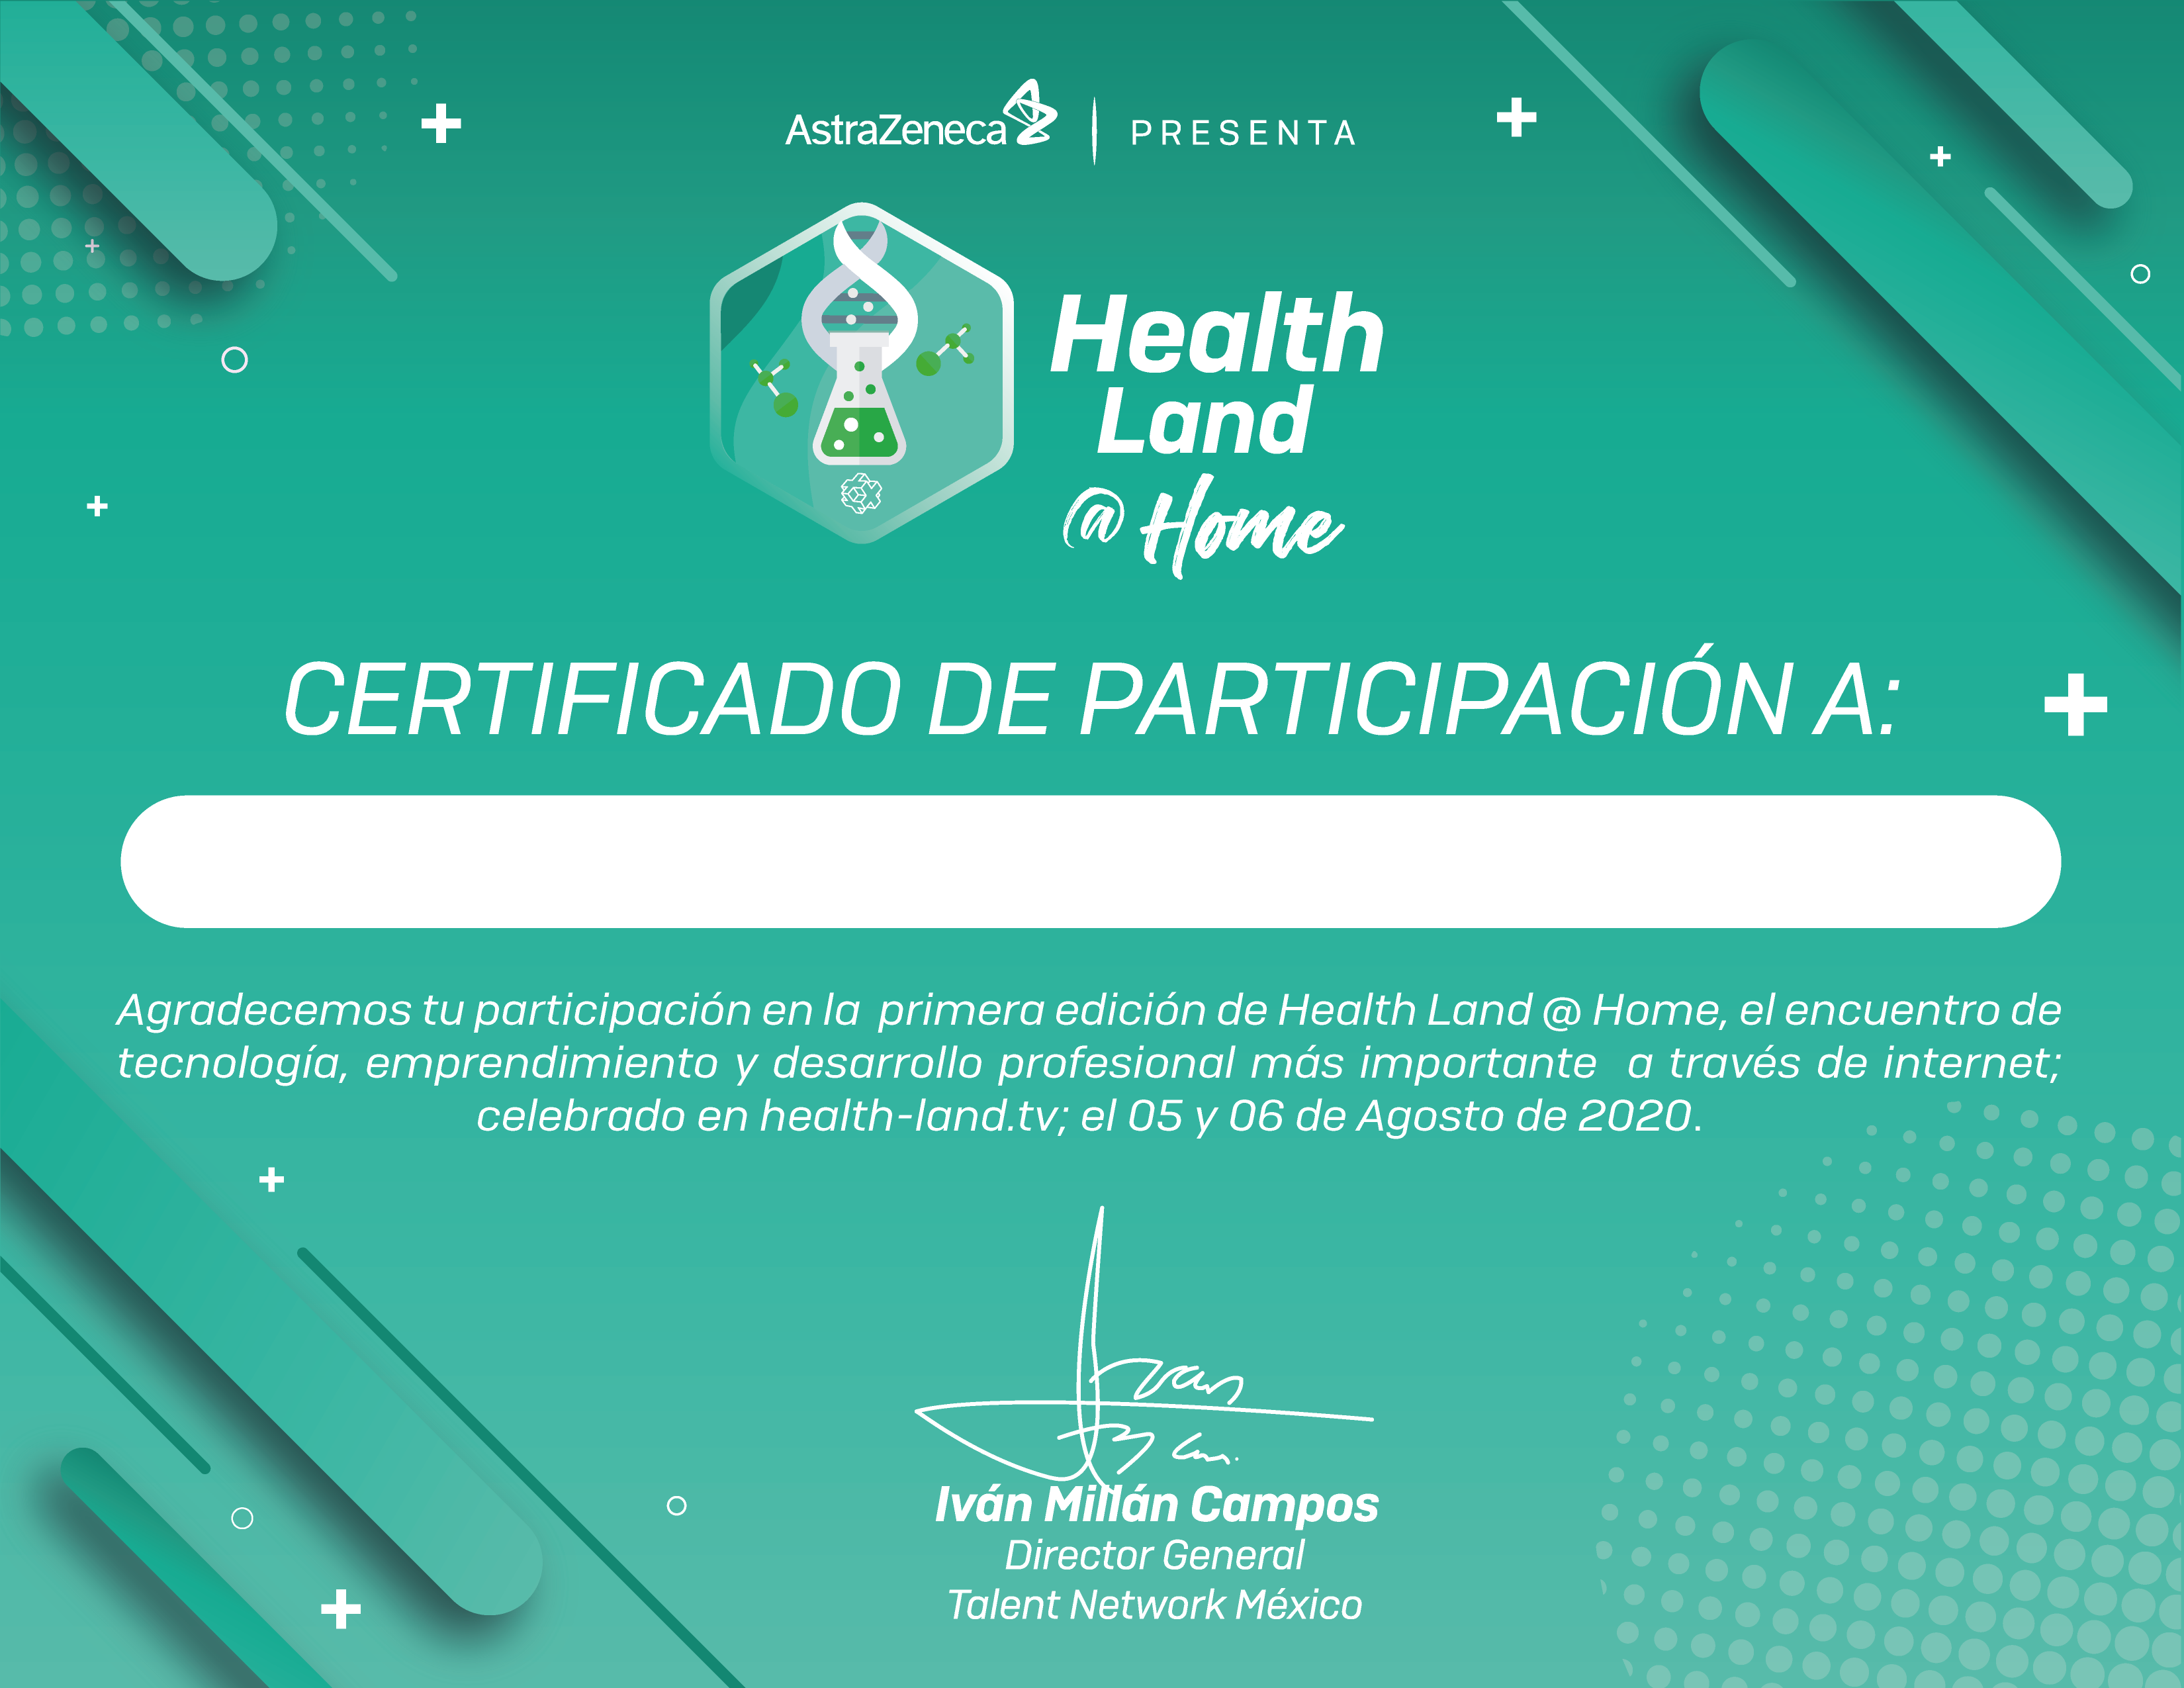 AstraZeneca | PRESENTA
Health
Land
@ Home
CERTIFICADO DE PARTICIPACIÓN A:
Agradecemos tu participación en la primera edición de Health Land @ Home, el encuentro de
tecnología, emprendimiento y desarrollo profesional más importante a través de internet;
celebrado en health-land.tv; el 05 y 06 de Agosto de 2020.
Iván Millán Campos
Director General
Talent Network México